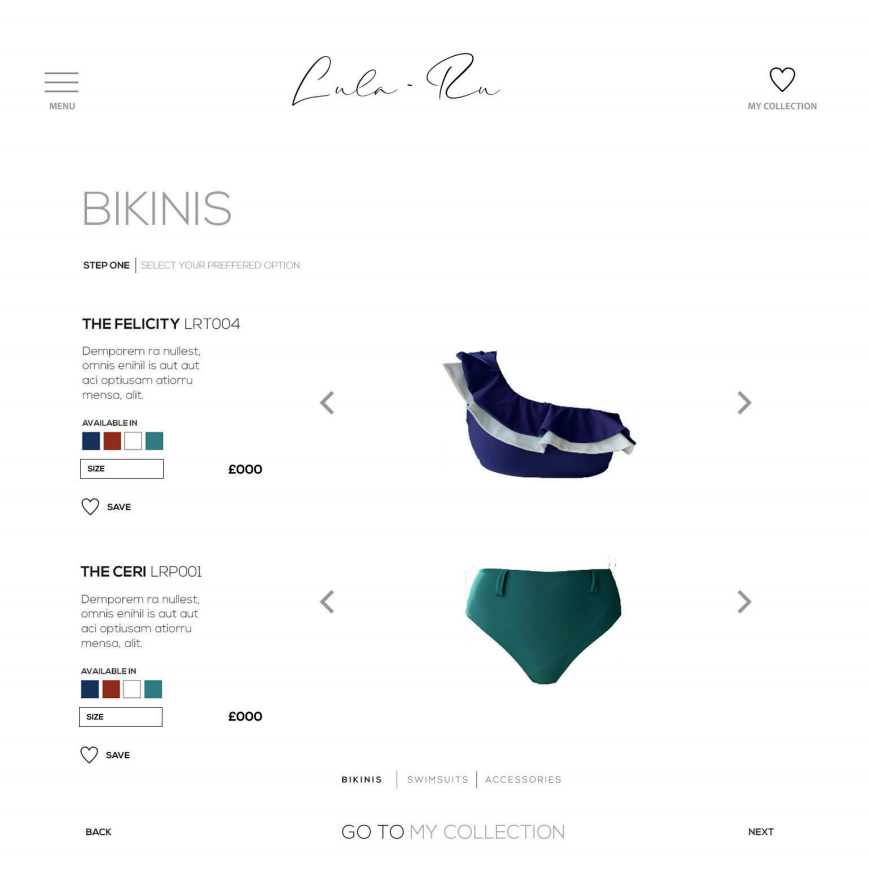 Lula - Ru
MENU
MY COLLECTION
BIKINIS
STEP ONE | SELECT YOUR PREFFERED OPTION
THE FELICITY LRT004
Demporem ra nullest,
omnis enihil is aut aut
aci optiusam atiorru
mensa, alit.
AVAILABLE IN
SIZE
£000
SAVE
THE CERI LRP001
Demporem ra nullest,
omnis enihil is aut aut
aci optiusam atiorru
mensa, alit.
AVAILABLE IN
SIZE
£000
SAVE
BIKINIS | SWIMSUITS | ACCESSORIES
BACK
GO TO MY COLLECTION
NEXT